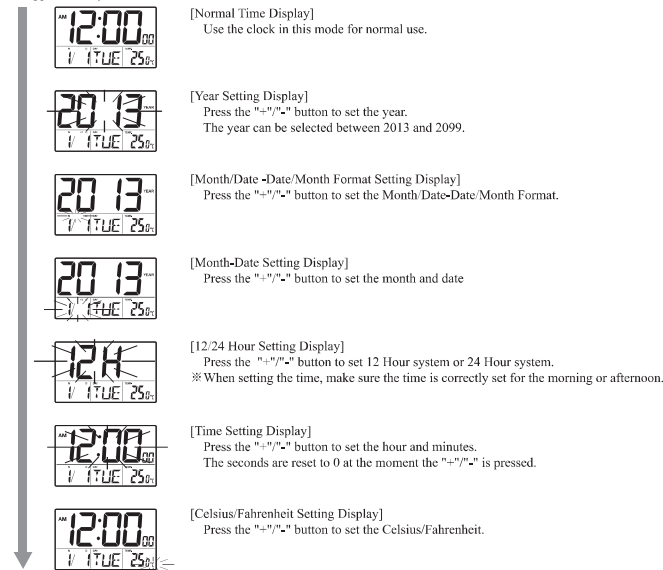 AM 12:00 00
1/ 1 TUE 25.0℃
[Normal Time Display]
Use the clock in this mode for normal use.
2013 YEAR
1/ 1 TUE 25.0℃
[Year Setting Display]
Press the "+"/"-" button to set the year.
The year can be selected between 2013 and 2099.
2013 YEAR
1/ 1 TUE 25.0℃
[Month/Date -Date/Month Format Setting Display]
Press the "+"/"-" button to set the Month/Date-Date/Month Format.
2013 YEAR
1/ 1 TUE 25.0℃
[Month-Date Setting Display]
Press the "+"/"-" button to set the month and date
12H
1/ 1 TUE 25.0℃
[12/24 Hour Setting Display]
Press the "+"/"-" button to set 12 Hour system or 24 Hour system.
※When setting the time, make sure the time is correctly set for the morning or afternoon.
AM 12:00 00
1/ 1 TUE 25.0℃
[Time Setting Display]
Press the "+"/"-" button to set the hour and minutes.
The seconds are reset to 0 at the moment the "+"/"-" is pressed.
AM 12:00 00
1/ 1 TUE 25.0℃
[Celsius/Fahrenheit Setting Display]
Press the "+"/"-" button to set the Celsius/Fahrenheit.